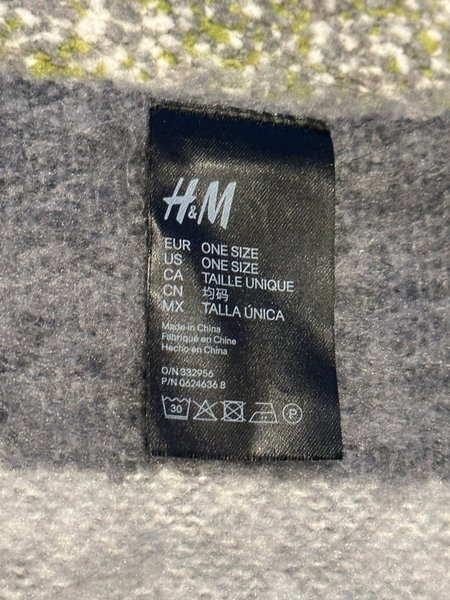 H&M
EUR ONE SIZE
US ONE SIZE
CA TAILLE UNIQUE
CN 均码
MX TALLA ÚNICA
Made in China
Fabriqué en Chine
Hecho en China
O/N 332956
P/N 0624636 8
30 P